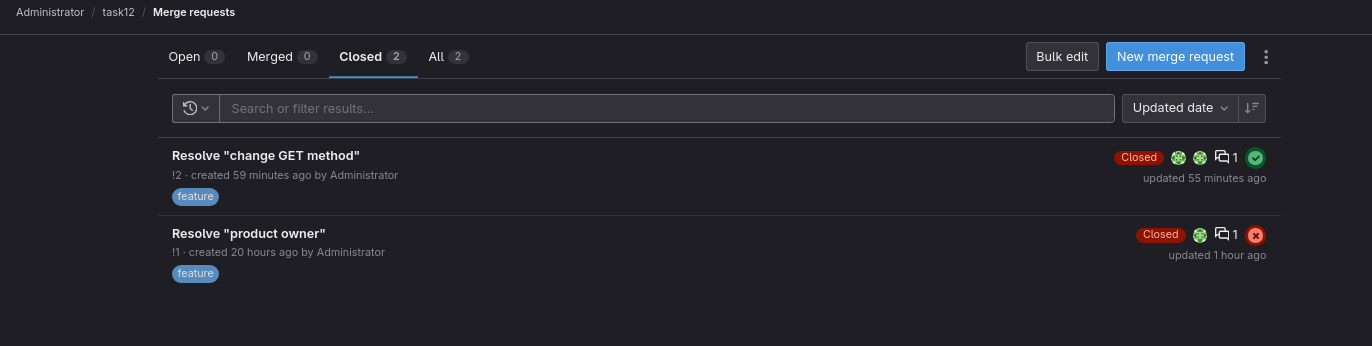 Administrator / task12 / Merge requests
Open 0 Merged 0 Closed 2 All 2 Bulk edit New merge request
Search or filter results... Updated date
Resolve "change GET method" Closed 1
!2 · created 59 minutes ago by Administrator updated 55 minutes ago
feature
Resolve "product owner" Closed 1
!1 · created 20 hours ago by Administrator updated 1 hour ago
feature